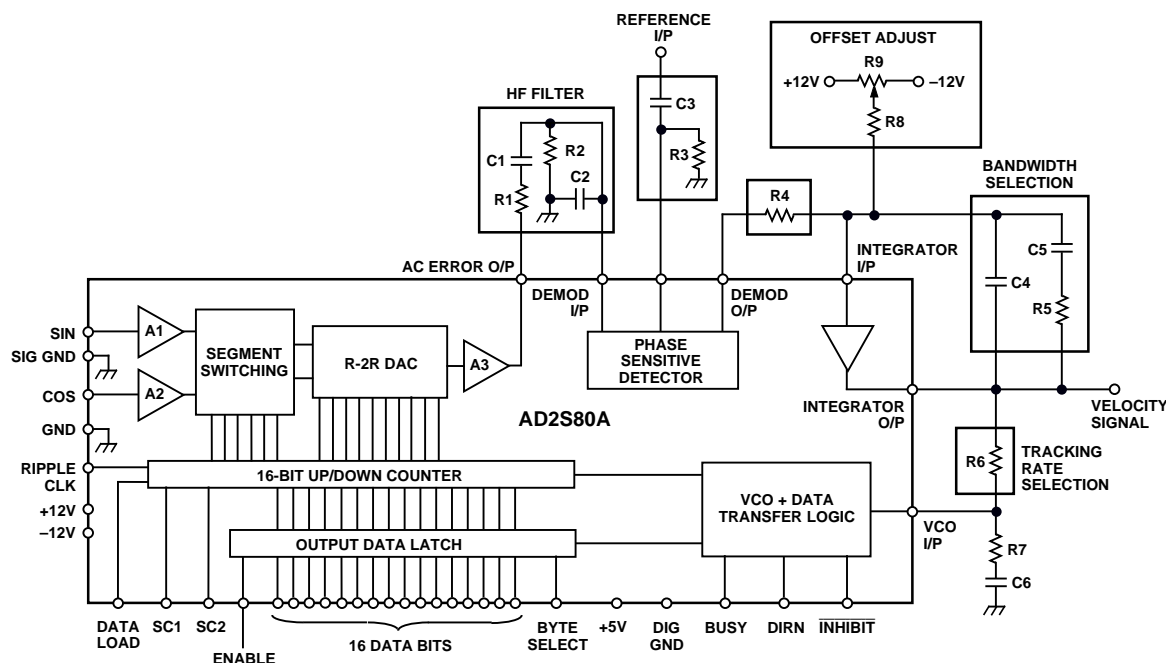 REFERENCE
I/P
OFFSET ADJUST
R9
+12V
–12V
R8
HF FILTER
C1
R2
C2
R1
C3
R3
R4
BANDWIDTH
SELECTION
C5
C4
R5
AC ERROR O/P
DEMOD
I/P
DEMOD
O/P
INTEGRATOR
I/P
SIN
A1
SIG GND
SEGMENT
SWITCHING
R-2R DAC
A3
PHASE
SENSITIVE
DETECTOR
COS
A2
GND
AD2S80A
INTEGRATOR
O/P
VELOCITY
SIGNAL
RIPPLE
CLK
16-BIT UP/DOWN COUNTER
R6
TRACKING
RATE
SELECTION
+12V
–12V
VCO + DATA
TRANSFER LOGIC
VCO
I/P
OUTPUT DATA LATCH
R7
C6
DATA
LOAD
SC1
SC2
ENABLE
16 DATA BITS
BYTE
SELECT
+5V
DIG
GND
BUSY
DIRN
INHIBIT